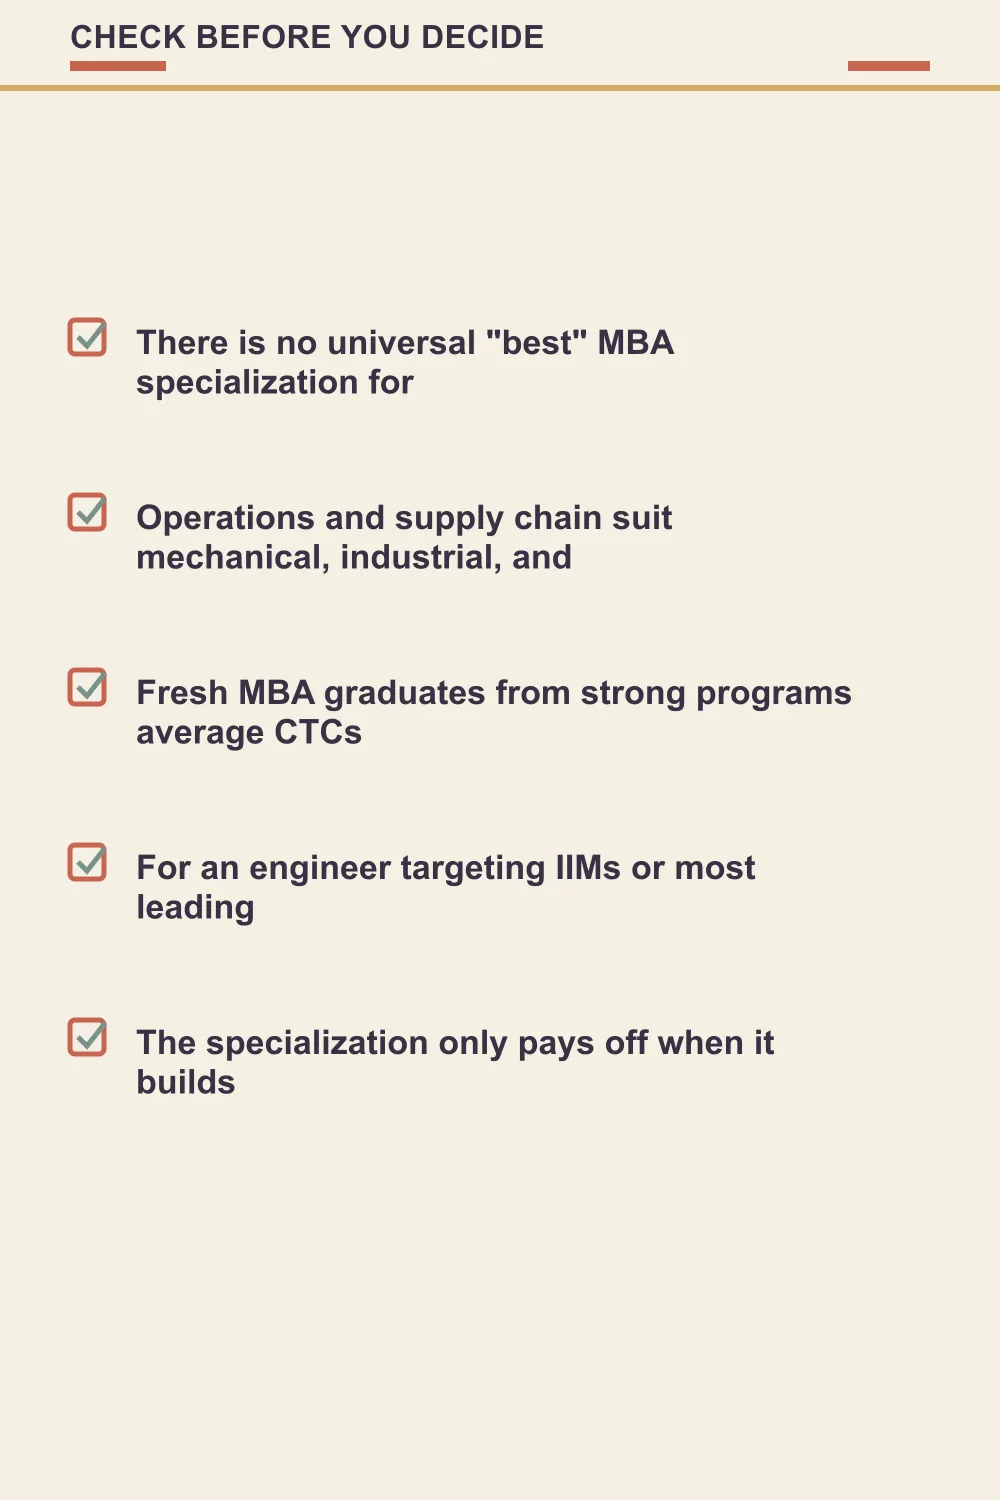 CHECK BEFORE YOU DECIDE
There is no universal "best" MBA
specialization for
Operations and supply chain suit
mechanical, industrial, and
Fresh MBA graduates from strong programs
average CTCs
For an engineer targeting IIMs or most
leading
The specialization only pays off when it
builds